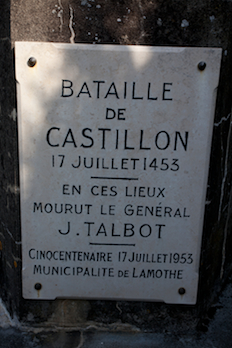 BATAILLE
DE
CASTILLON
17 JUILLET 1453
EN CES LIEUX
MOURUT LE GÉNÉRAL
J. TALBOT
CINQCENTENAIRE 17 JUILLET 1953
MUNICIPALITE DE LAMOTHE